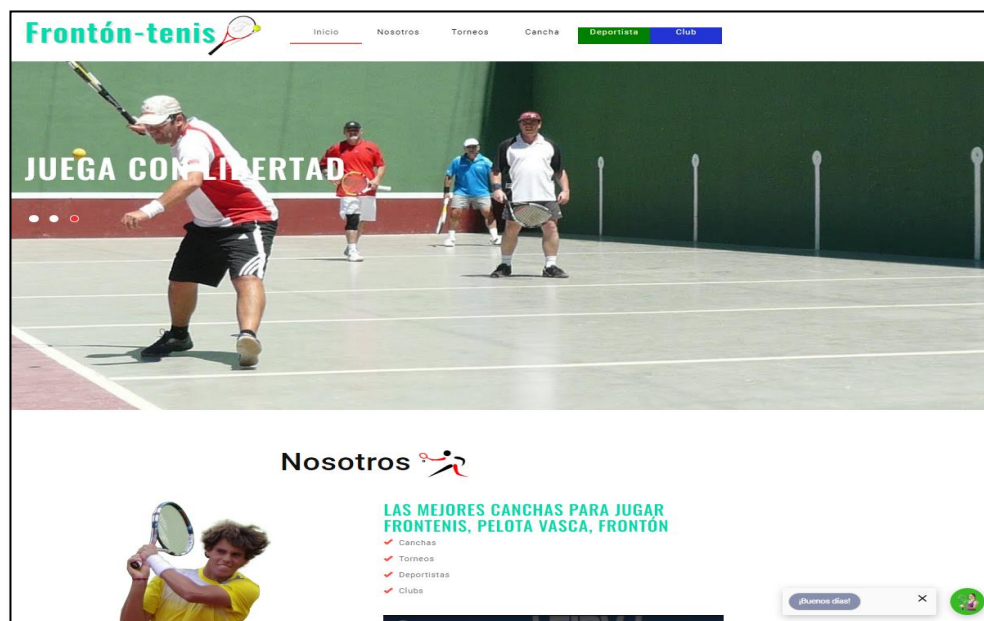 Frontón-tenis
Inicio Nosotros Torneos Cancha Deportista Club
JUEGA CON LIBERTAD
Nosotros
LAS MEJORES CANCHAS PARA JUGAR
FRONTENIS, PELOTA VASCA, FRONTÓN
Canchas
Torneos
Deportistas
Clubs
¡Buenos días!